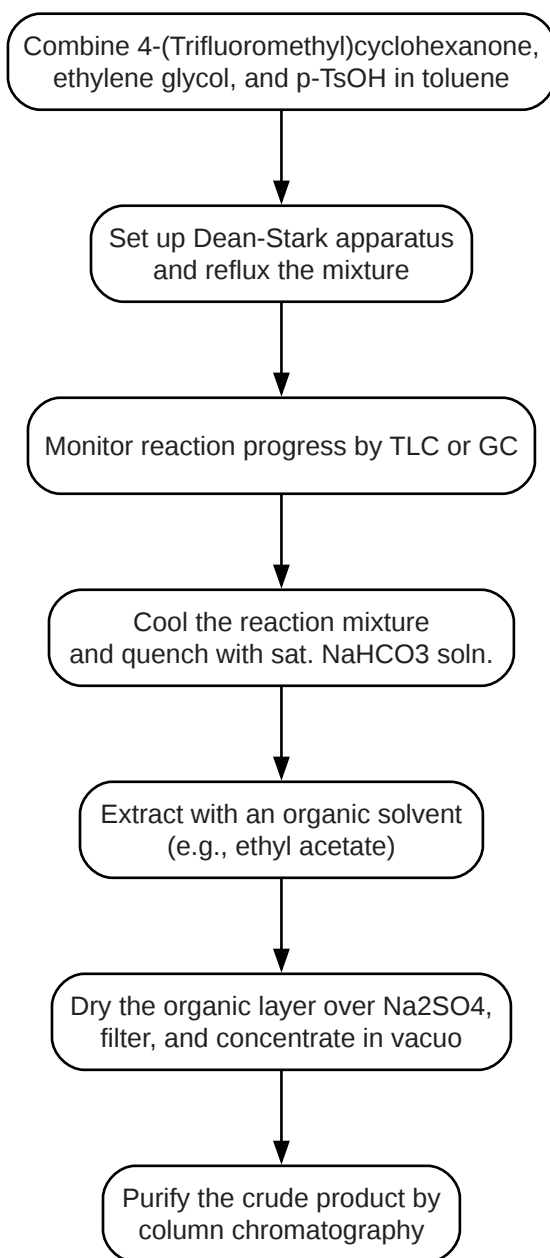 Combine 4-(Trifluoromethyl)cyclohexanone,
ethylene glycol, and p-TsOH in toluene
Set up Dean-Stark apparatus
and reflux the mixture
Monitor reaction progress by TLC or GC
Cool the reaction mixture
and quench with sat. NaHCO3 soln.
Extract with an organic solvent
(e.g., ethyl acetate)
Dry the organic layer over Na2SO4,
filter, and concentrate in vacuo
Purify the crude product by
column chromatography